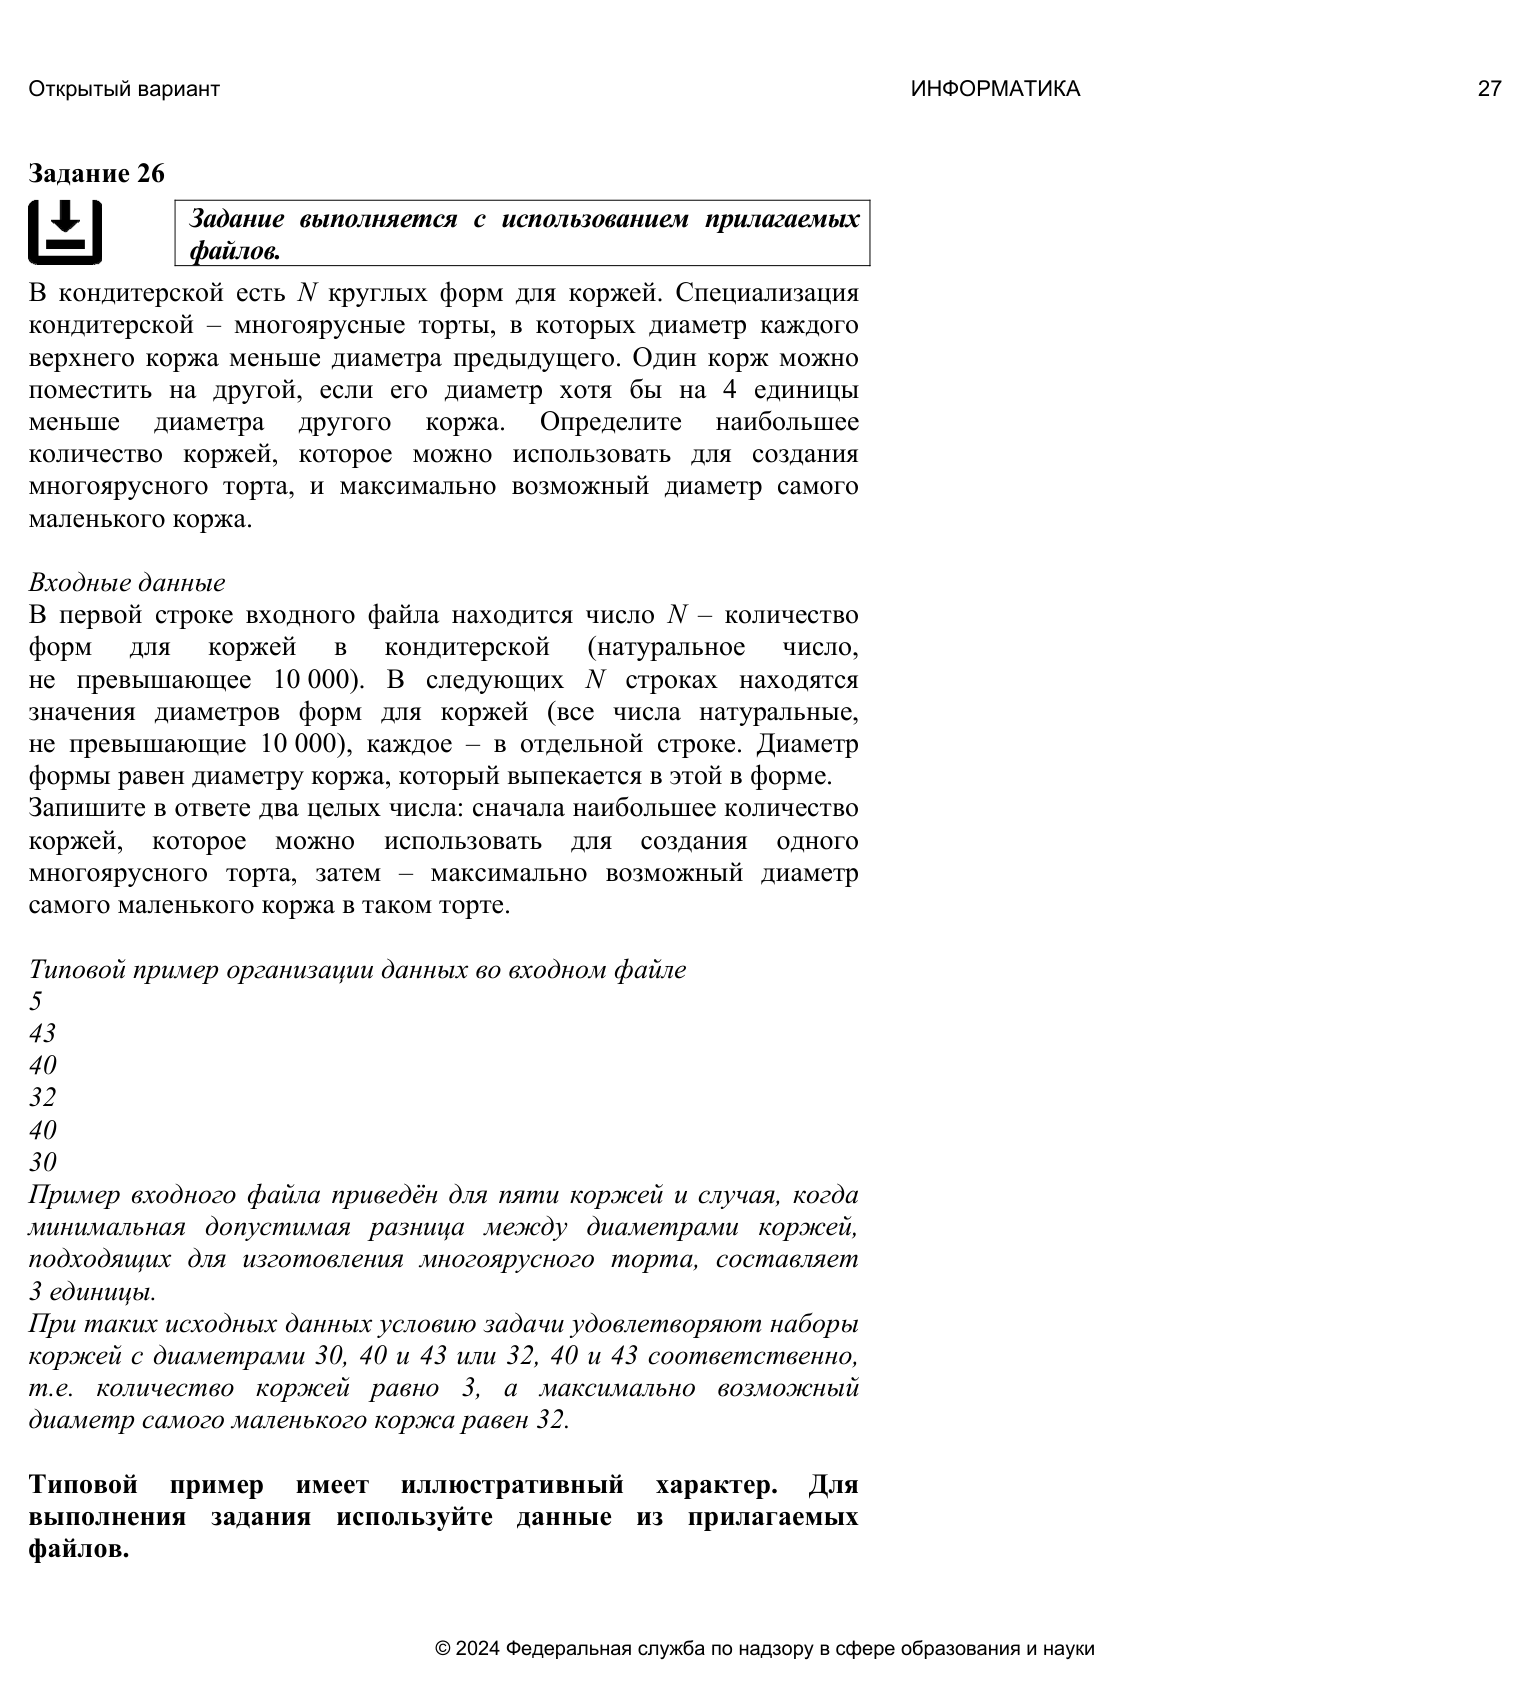 Открытый вариант ИНФОРМАТИКА 27
Задание 26
Задание выполняется с использованием прилагаемых
файлов.
В кондитерской есть N круглых форм для коржей. Специализация
кондитерской – многоярусные торты, в которых диаметр каждого
верхнего коржа меньше диаметра предыдущего. Один корж можно
поместить на другой, если его диаметр хотя бы на 4 единицы
меньше диаметра другого коржа. Определите наибольшее
количество коржей, которое можно использовать для создания
многоярусного торта, и максимально возможный диаметр самого
маленького коржа.
Входные данные
В первой строке входного файла находится число N – количество
форм для коржей в кондитерской (натуральное число,
не превышающее 10 000). В следующих N строках находятся
значения диаметров форм для коржей (все числа натуральные,
не превышающие 10 000), каждое – в отдельной строке. Диаметр
формы равен диаметру коржа, который выпекается в этой в форме.
Запишите в ответе два целых числа: сначала наибольшее количество
коржей, которое можно использовать для создания одного
многоярусного торта, затем – максимально возможный диаметр
самого маленького коржа в таком торте.
Типовой пример организации данных во входном файле
5
43
40
32
40
30
Пример входного файла приведён для пяти коржей и случая, когда
минимальная допустимая разница между диаметрами коржей,
подходящих для изготовления многоярусного торта, составляет
3 единицы.
При таких исходных данных условию задачи удовлетворяют наборы
коржей с диаметрами 30, 40 и 43 или 32, 40 и 43 соответственно,
т.е. количество коржей равно 3, а максимально возможный
диаметр самого маленького коржа равен 32.
Типовой пример имеет иллюстративный характер. Для
выполнения задания используйте данные из прилагаемых
файлов.
© 2024 Федеральная служба по надзору в сфере образования и науки